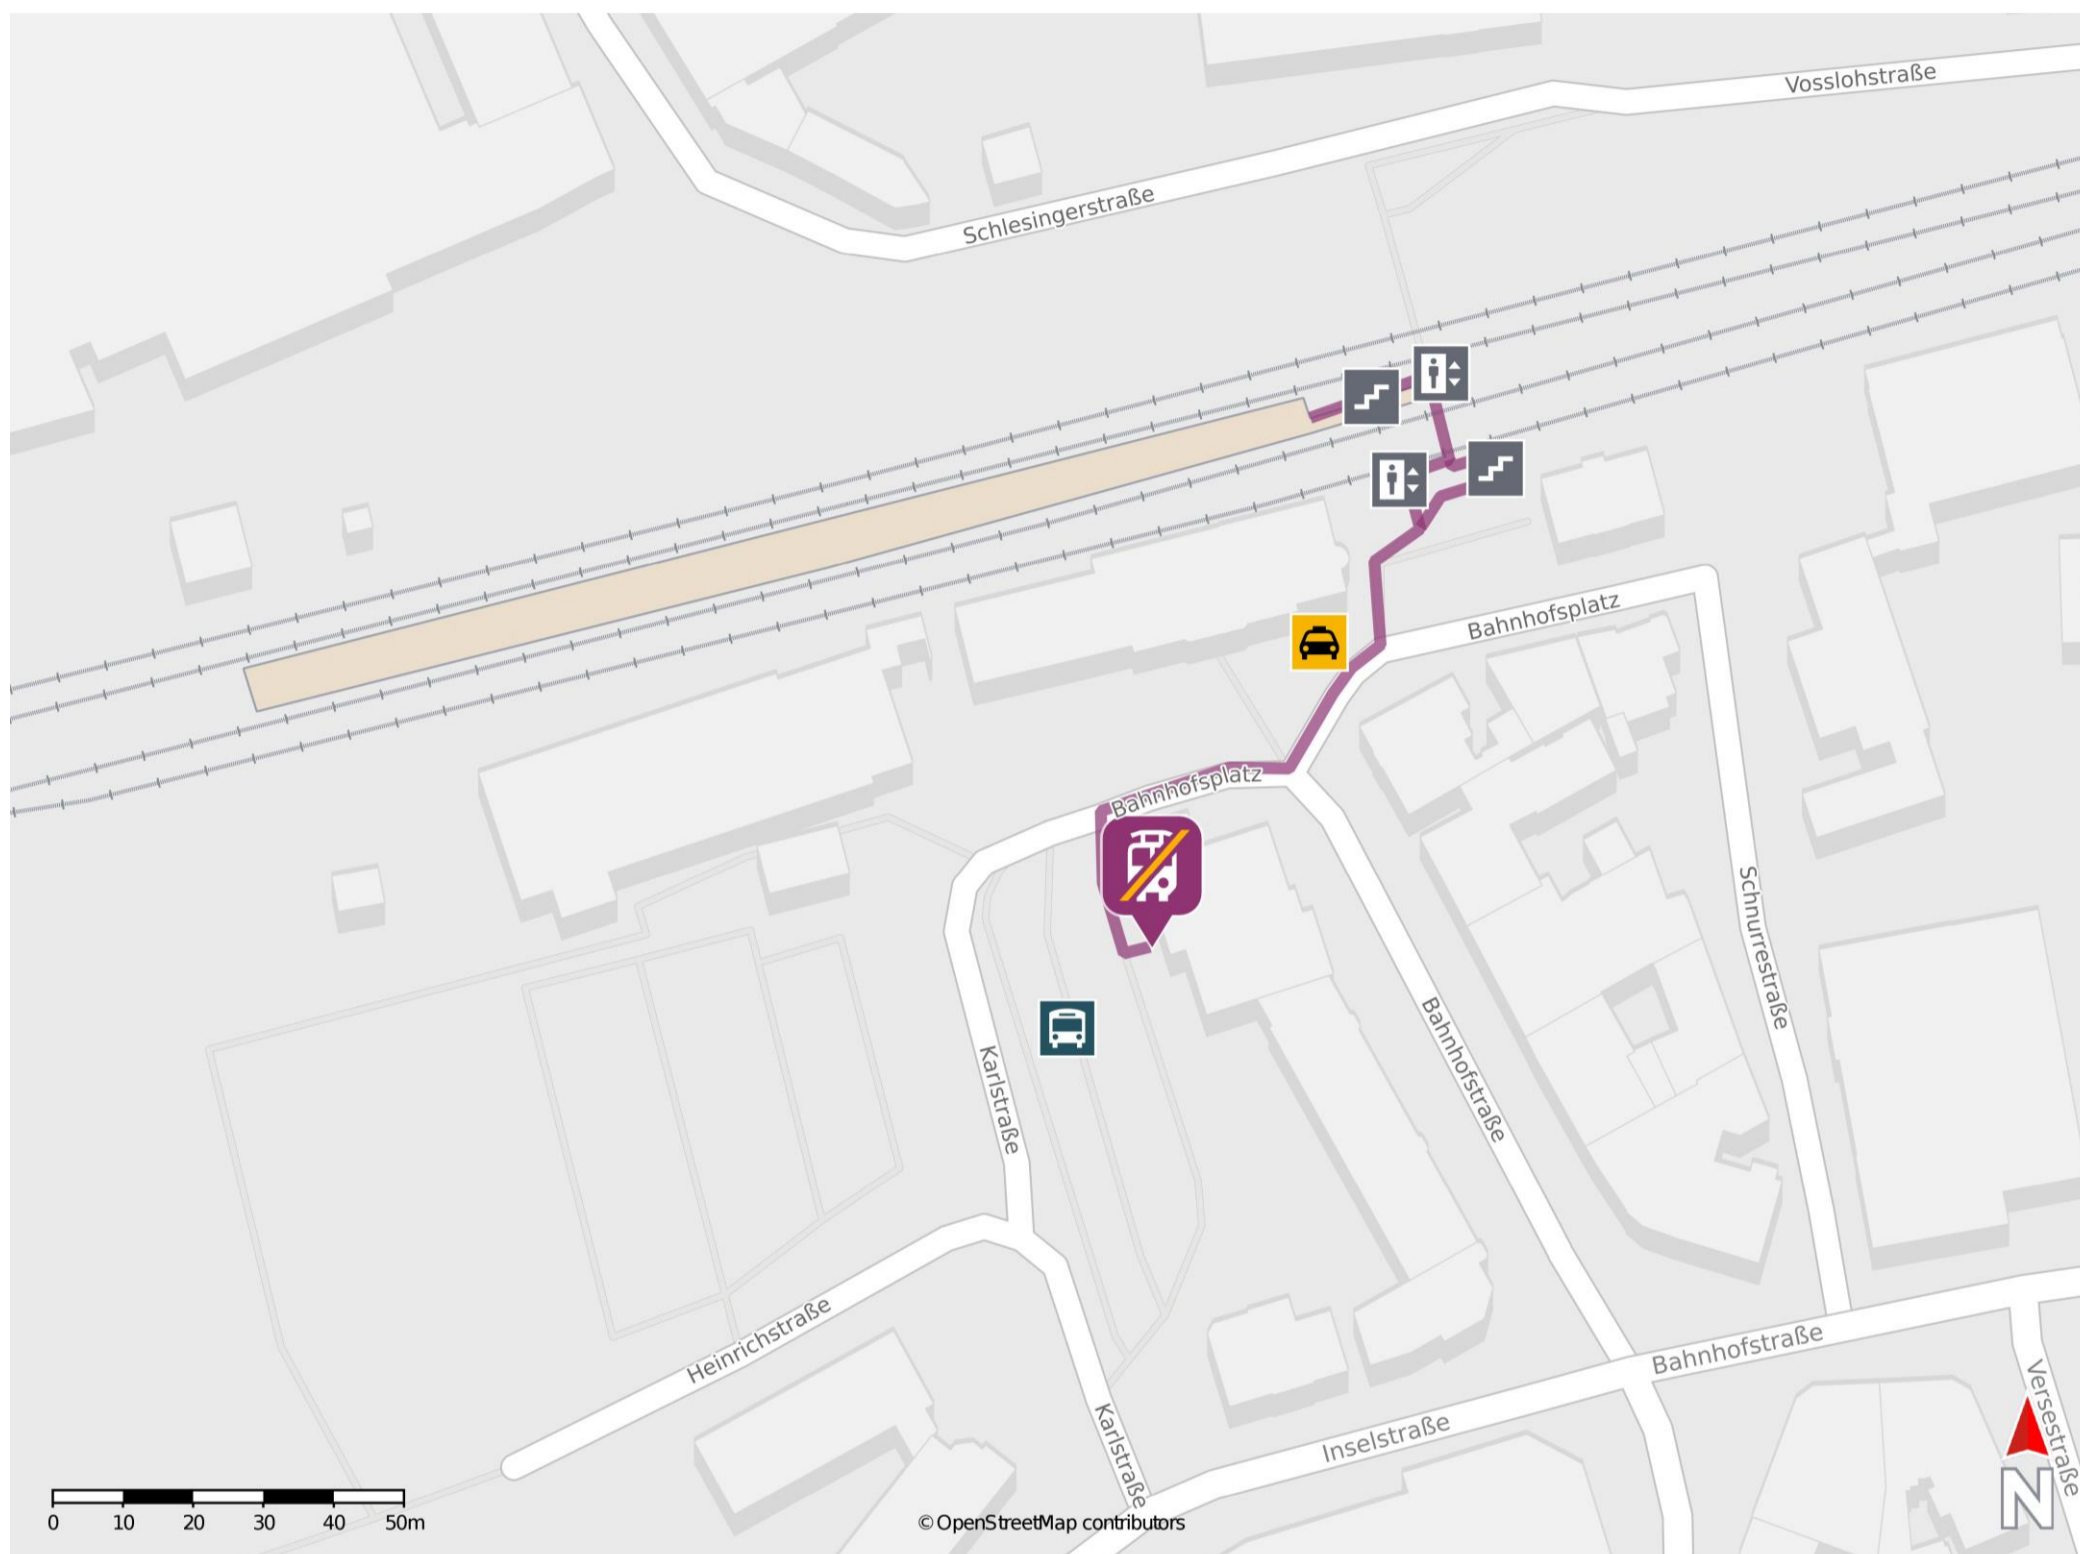 Vosslohstraße
Schlesingerstraße
Bahnhofsplatz
Bahnhofsplatz
Schnurrestraße
Karlstraße
Bahnhofstraße
Heinrichstraße
Bahnhofstraße
Versestraße
Karlstraße
Inselstraße
0 10 20 30 40 50m
© OpenStreetMap contributors
N